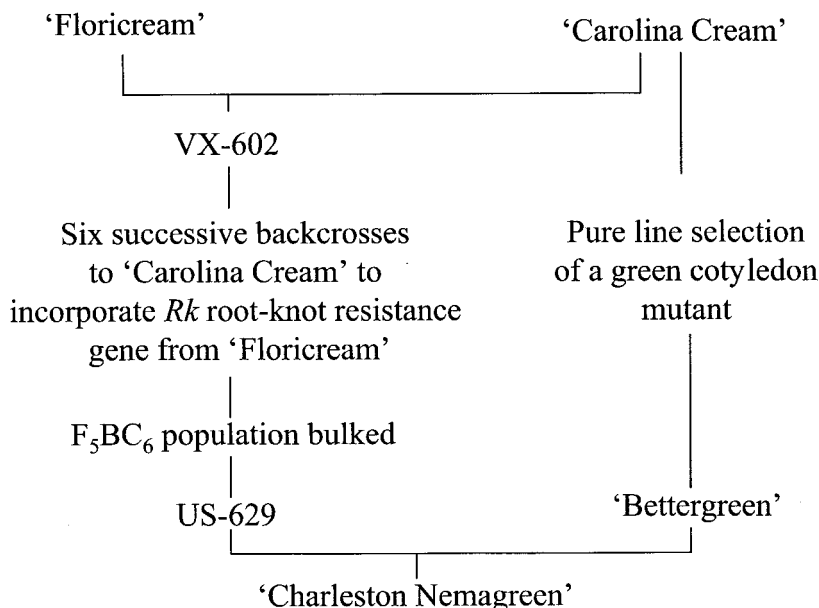 ‘Floricream’
‘Carolina Cream’
VX-602
Six successive backcrosses
to ‘Carolina Cream’ to
incorporate Rk root-knot resistance
gene from ‘Floricream’
Pure line selection
of a green cotyledon
mutant
F₅BC₆ population bulked
US-629
‘Bettergreen’
‘Charleston Nemagreen’